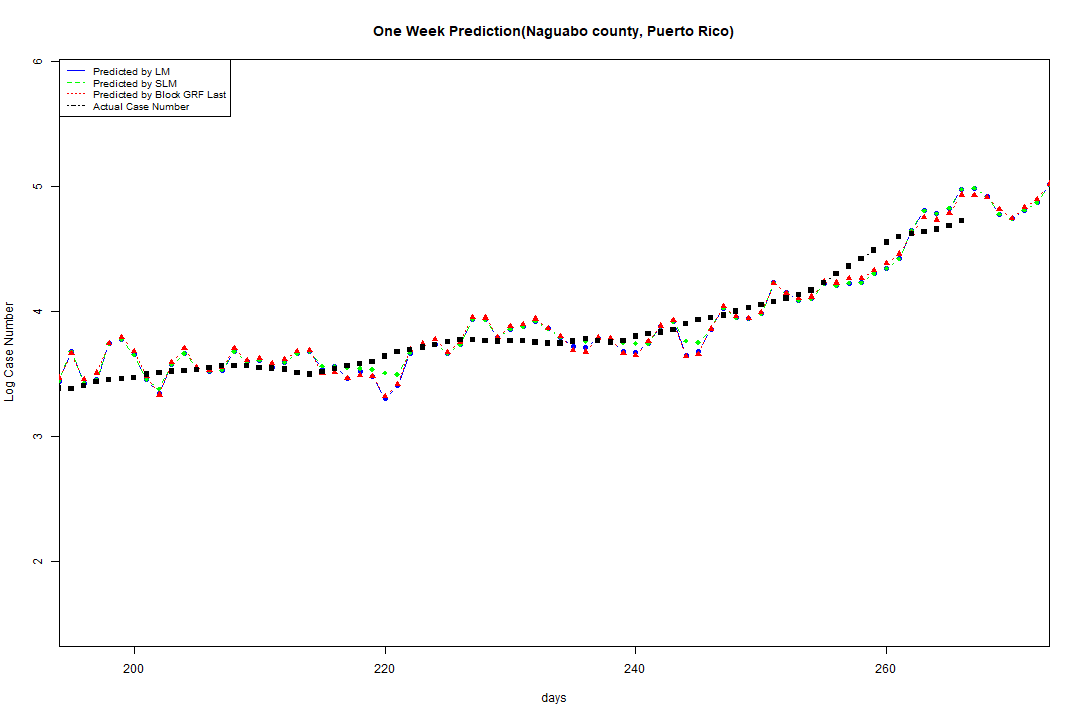 One Week Prediction(Naguabo county, Puerto Rico)
Predicted by LM
Predicted by SLM
Predicted by Block GRF Last
Actual Case Number
6
5
4
3
2
Log Case Number
200 220 240 260
days